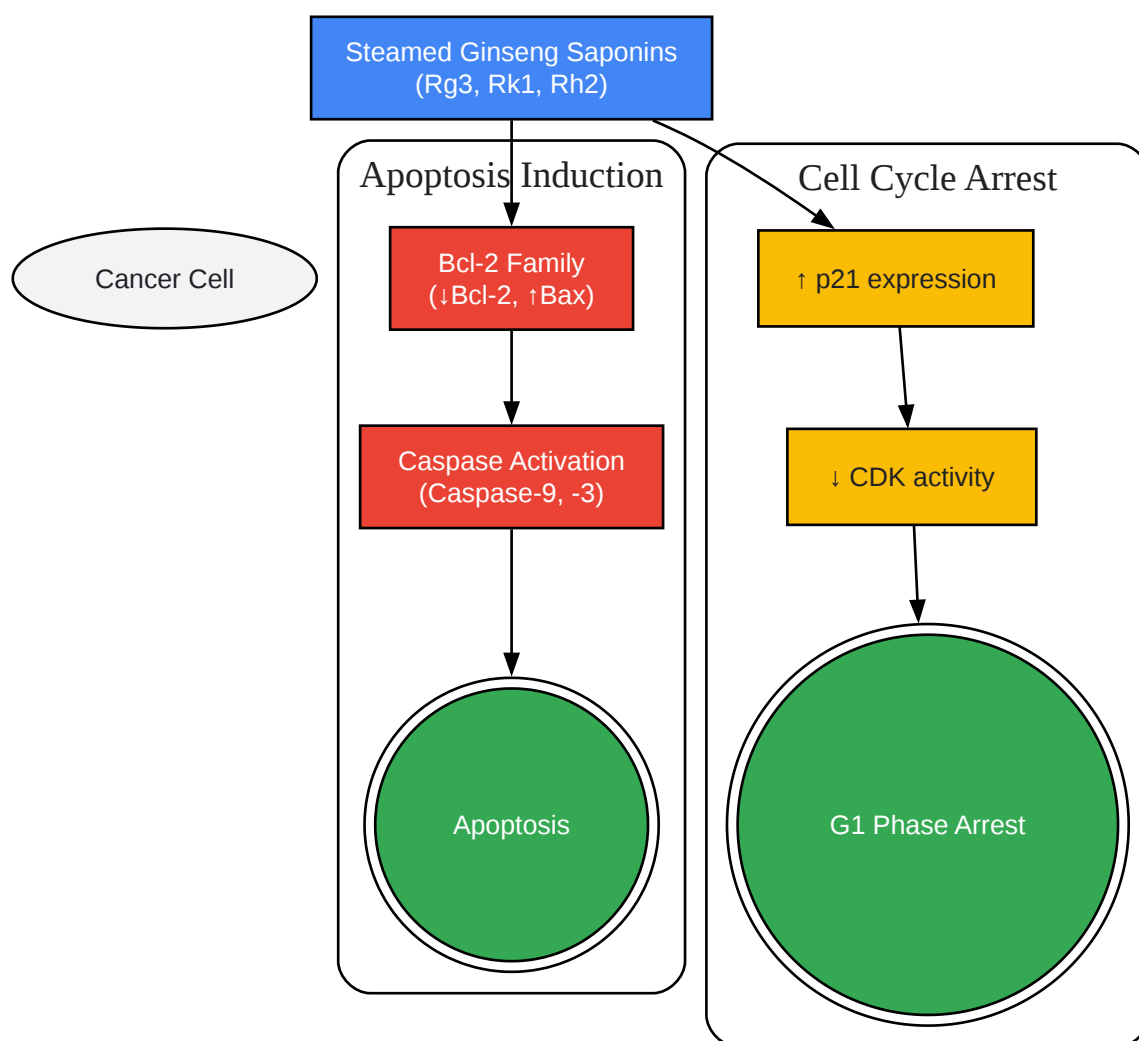 Steamed Ginseng Saponins
(Rg3, Rk1, Rh2)
Apoptosis Induction
Cell Cycle Arrest
Cancer Cell
Bcl-2 Family
(↓Bcl-2, ↑Bax)
↑ p21 expression
Caspase Activation
(Caspase-9, -3)
↓ CDK activity
Apoptosis
G1 Phase Arrest